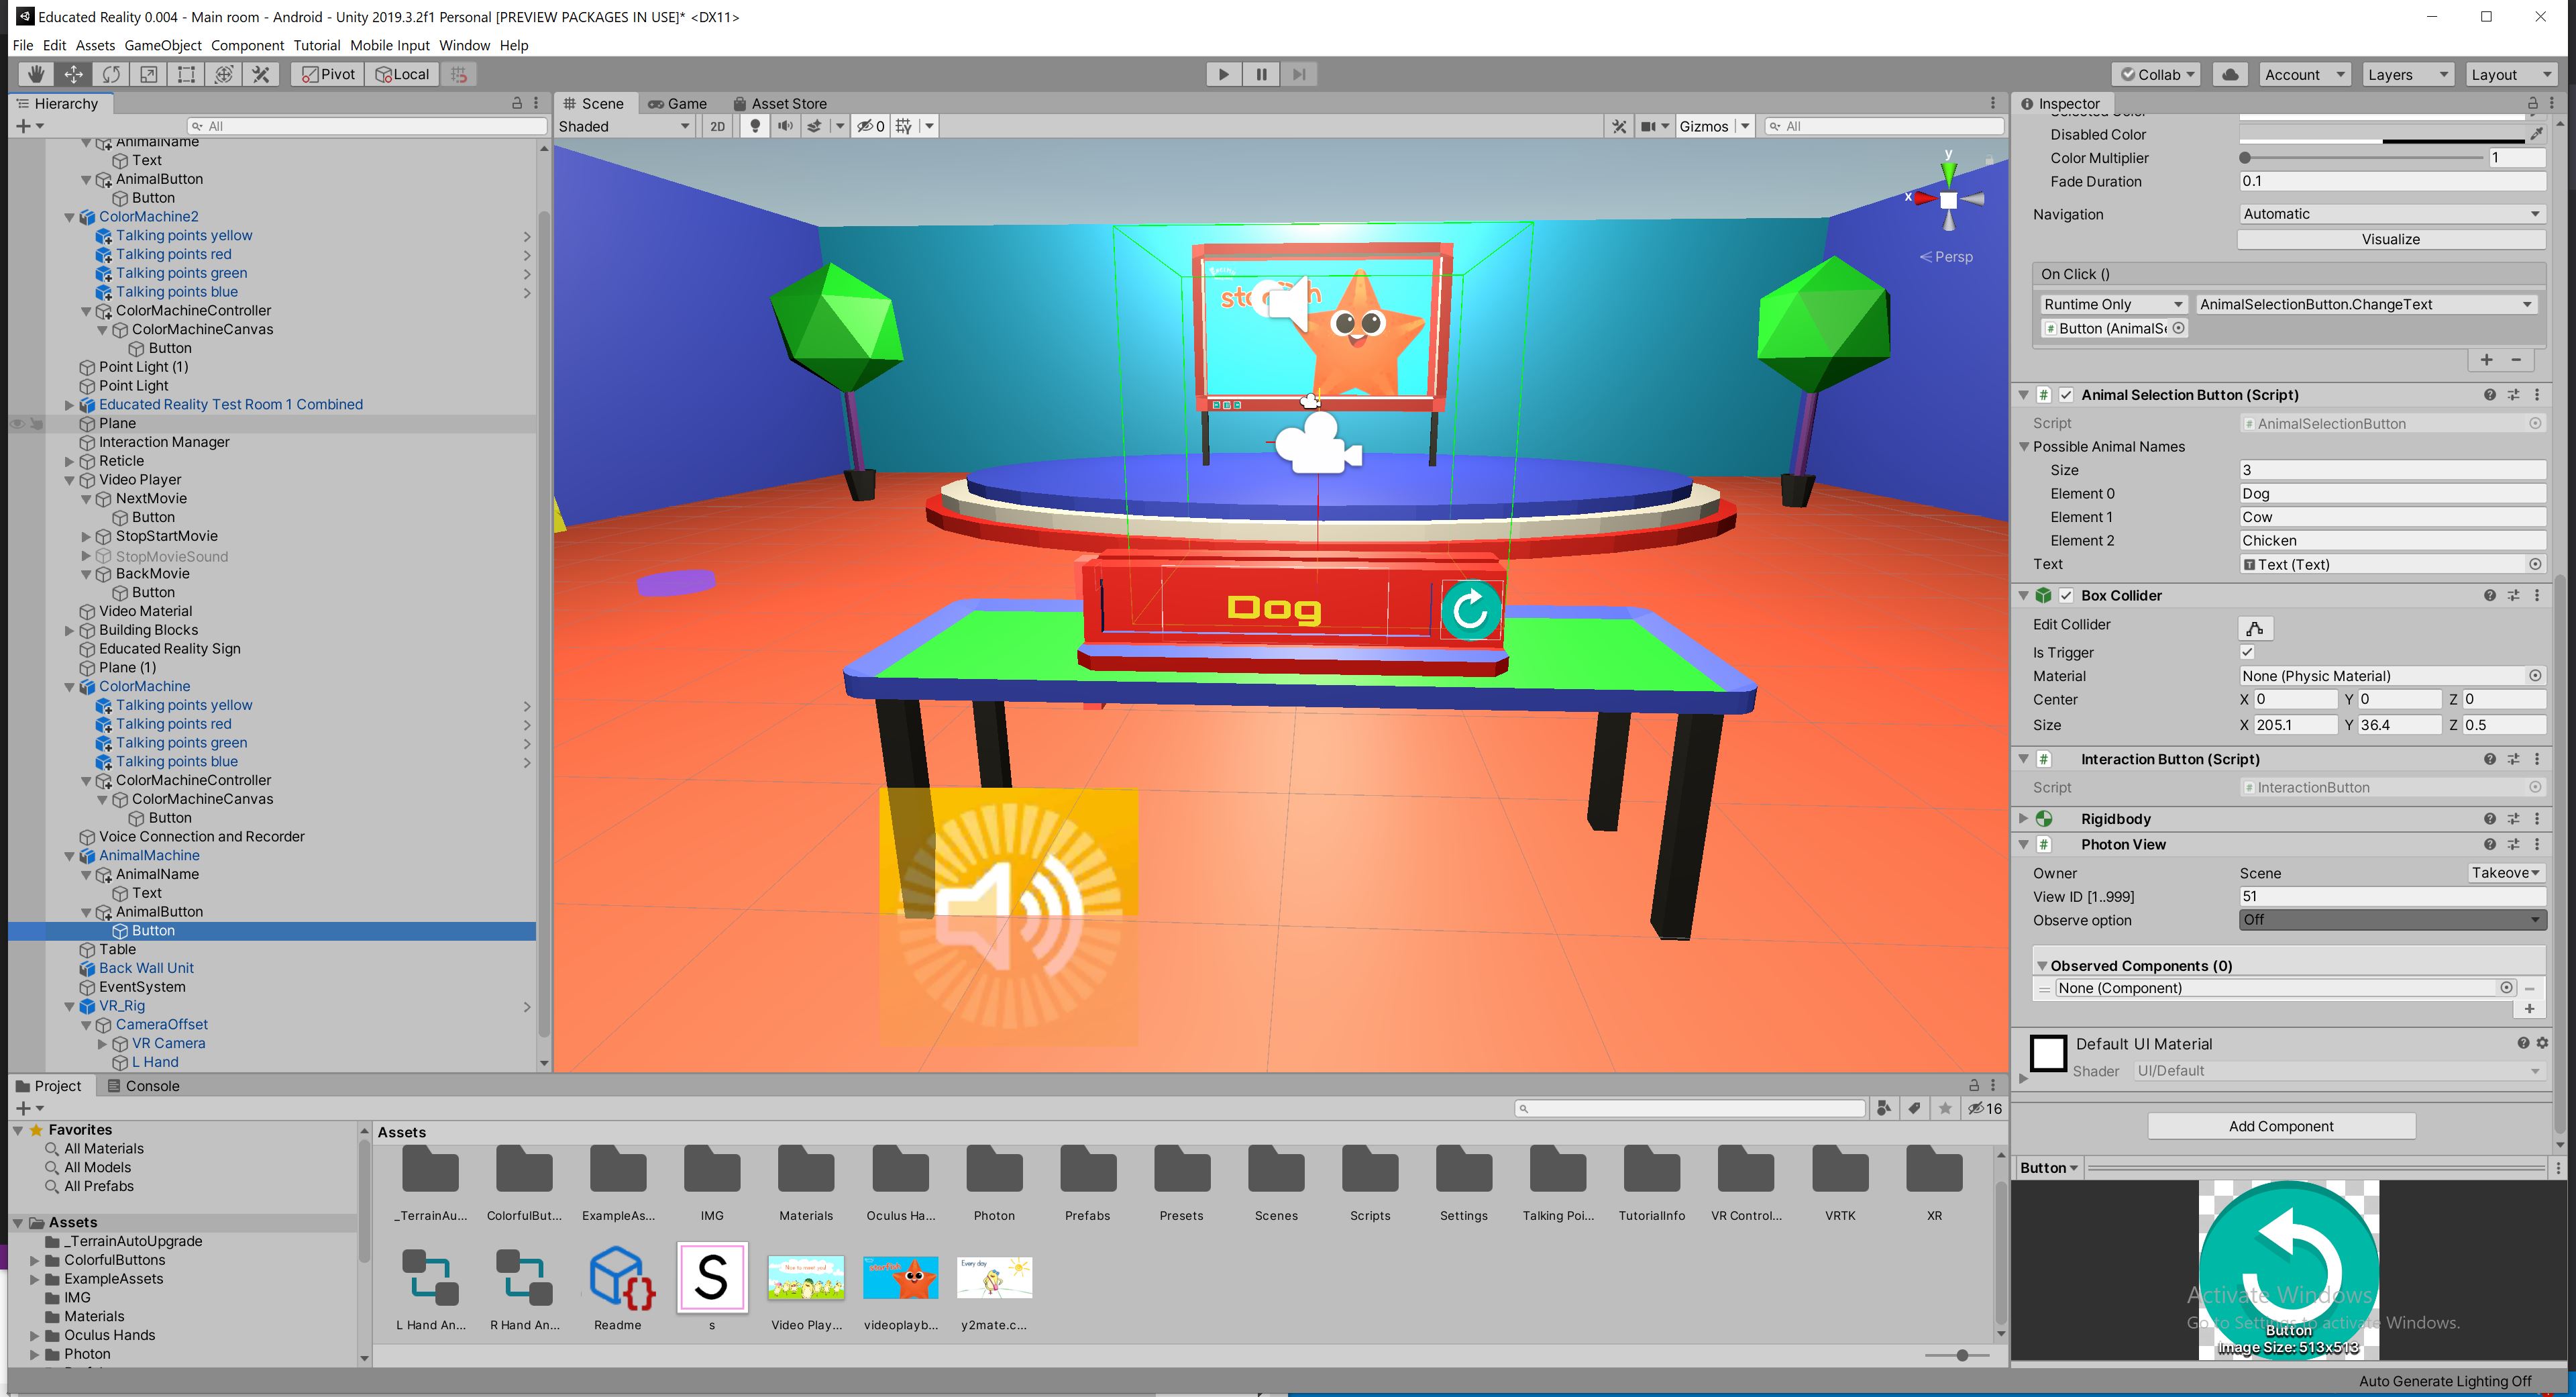 Educated Reality 0.004 - Main room - Android - Unity 2019.3.2f1 Personal [PREVIEW PACKAGES IN USE]* <DX11>
File Edit Assets GameObject Component Tutorial Mobile Input Window Help
Pivot Local Collab Account Layers Layout
Hierarchy
All
AnimalName
Text
AnimalButton
Button
ColorMachine2
Talking points yellow
Talking points red
Talking points green
Talking points blue
ColorMachineController
ColorMachineCanvas
Button
Point Light (1)
Point Light
Educated Reality Test Room 1 Combined
Plane
Interaction Manager
Reticle
Video Player
NextMovie
Button
StopStartMovie
StopMovieSound
BackMovie
Button
Video Material
Building Blocks
Educated Reality Sign
Plane (1)
ColorMachine
Talking points yellow
Talking points red
Talking points green
Talking points blue
ColorMachineController
ColorMachineCanvas
Button
Voice Connection and Recorder
AnimalMachine
AnimalName
Text
AnimalButton
Button
Table
Back Wall Unit
EventSystem
VR_Rig
CameraOffset
VR Camera
L Hand
Scene Game Asset Store
Shaded 2D 0 Gizmos All
y
x
Persp
Dog
Inspector
Disabled Color
Color Multiplier 1
Fade Duration 0.1
Navigation Automatic
Visualize
On Click ()
Runtime Only AnimalSelectionButton.ChangeText
Button (AnimalSe
Animal Selection Button (Script)
Script AnimalSelectionButton
Possible Animal Names
Size 3
Element 0 Dog
Element 1 Cow
Element 2 Chicken
Text Text (Text)
Box Collider
Edit Collider
Is Trigger
Material None (Physic Material)
Center X 0 Y 0 Z 0
Size X 205.1 Y 36.4 Z 0.5
Interaction Button (Script)
Script InteractionButton
Rigidbody
Photon View
Owner Scene Takeove
View ID [1..999] 51
Observe option Off
Observed Components (0)
None (Component)
Default UI Material
Shader UI/Default
Add Component
Button
Activate Windows
Go to Settings to activate Windows.
Button
Image Size: 513x513
Project Console
16
Favorites
All Materials
All Models
All Prefabs
Assets
_TerrainAutoUpgrade
ColorfulButtons
ExampleAssets
IMG
Materials
Oculus Hands
Photon
Assets
_TerrainAu... ColorfulBut... ExampleAs... IMG Materials Oculus Ha... Photon Prefabs Presets Scenes Scripts Settings Talking Poi... TutorialInfo VR Control... VRTK XR
S
starfish
Every day
L Hand An... R Hand An... Readme s Video Play... videoplayb... y2mate.c...
Auto Generate Lighting Off